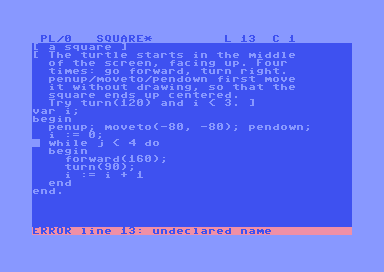 PL/0 SQUARE* L 13 C 1
[ a square ]
[ The turtle starts in the middle
of the screen, facing up. Four
times: go forward, turn right.
penup/moveto/pendown first move
it without drawing, so that the
square ends up centered.
Try turn(120) and i < 3. ]
var i;
begin
penup; moveto(-80, -80); pendown;
i := 0;
while j < 4 do
begin
forward(160);
turn(90);
i := i + 1
end
end.
ERROR line 13: undeclared name